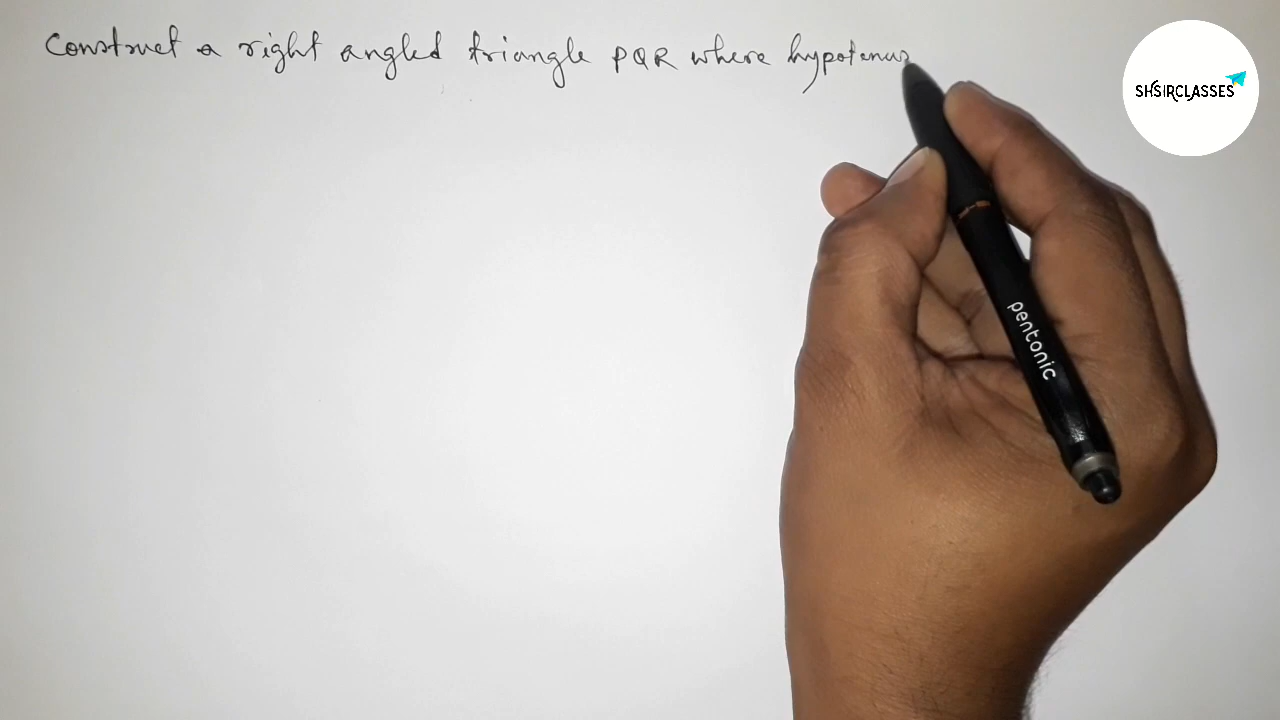 Construct a right angled triangle PQR where hypotenus
SHSIRCLASSES
pentonic